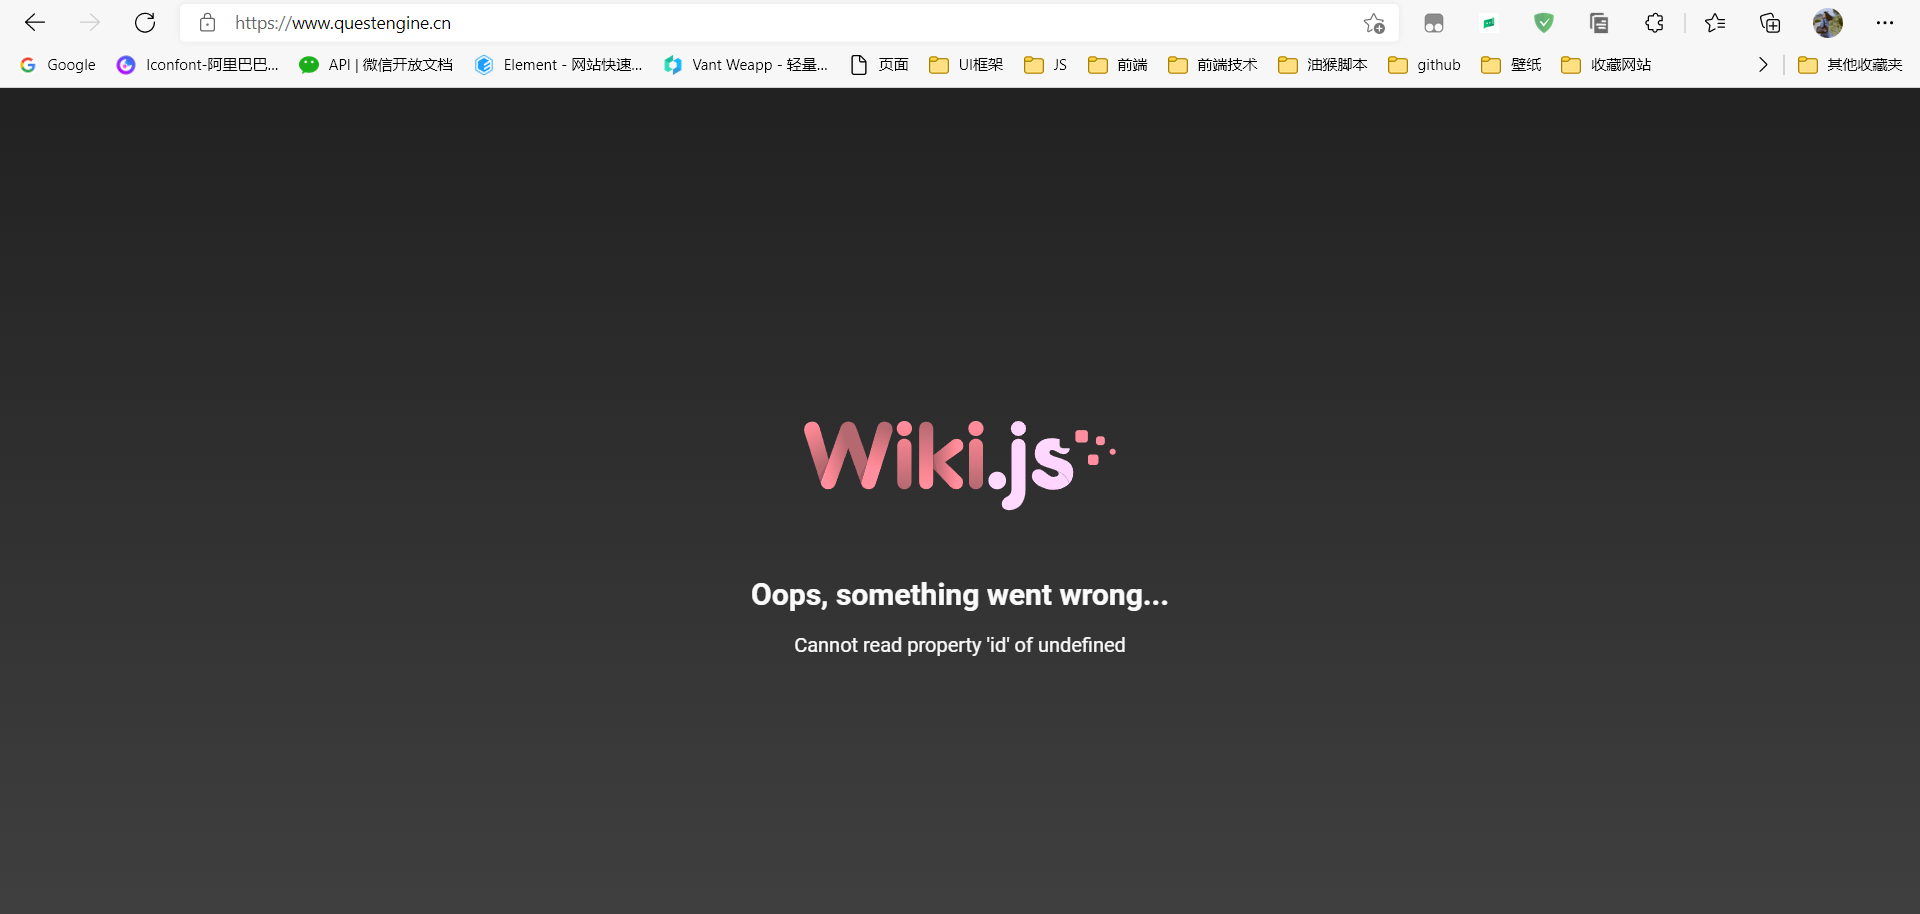 https://www.questengine.cn
Google Iconfont-阿里巴巴... API | 微信开放文档 Element - 网站快速... Vant Weapp - 轻量... 页面 UI框架 JS 前端 前端技术 油猴脚本 github 壁纸 收藏网站 其他收藏夹
Wiki.js
Oops, something went wrong...
Cannot read property 'id' of undefined